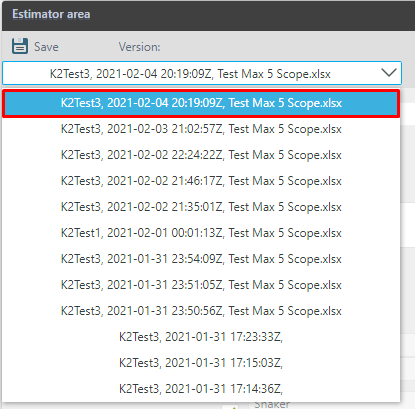 Estimator area
Save Version:
K2Test3, 2021-02-04 20:19:09Z, Test Max 5 Scope.xlsx
K2Test3, 2021-02-04 20:19:09Z, Test Max 5 Scope.xlsx
K2Test3, 2021-02-03 21:02:57Z, Test Max 5 Scope.xlsx
K2Test3, 2021-02-02 22:24:22Z, Test Max 5 Scope.xlsx
K2Test3, 2021-02-02 21:46:17Z, Test Max 5 Scope.xlsx
K2Test3, 2021-02-02 21:35:01Z, Test Max 5 Scope.xlsx
K2Test1, 2021-02-01 00:01:13Z, Test Max 5 Scope.xlsx
K2Test3, 2021-01-31 23:54:09Z, Test Max 5 Scope.xlsx
K2Test3, 2021-01-31 23:51:05Z, Test Max 5 Scope.xlsx
K2Test3, 2021-01-31 23:50:56Z, Test Max 5 Scope.xlsx
K2Test3, 2021-01-31 17:23:33Z,
K2Test3, 2021-01-31 17:15:03Z,
K2Test3, 2021-01-31 17:14:36Z,
Shaker